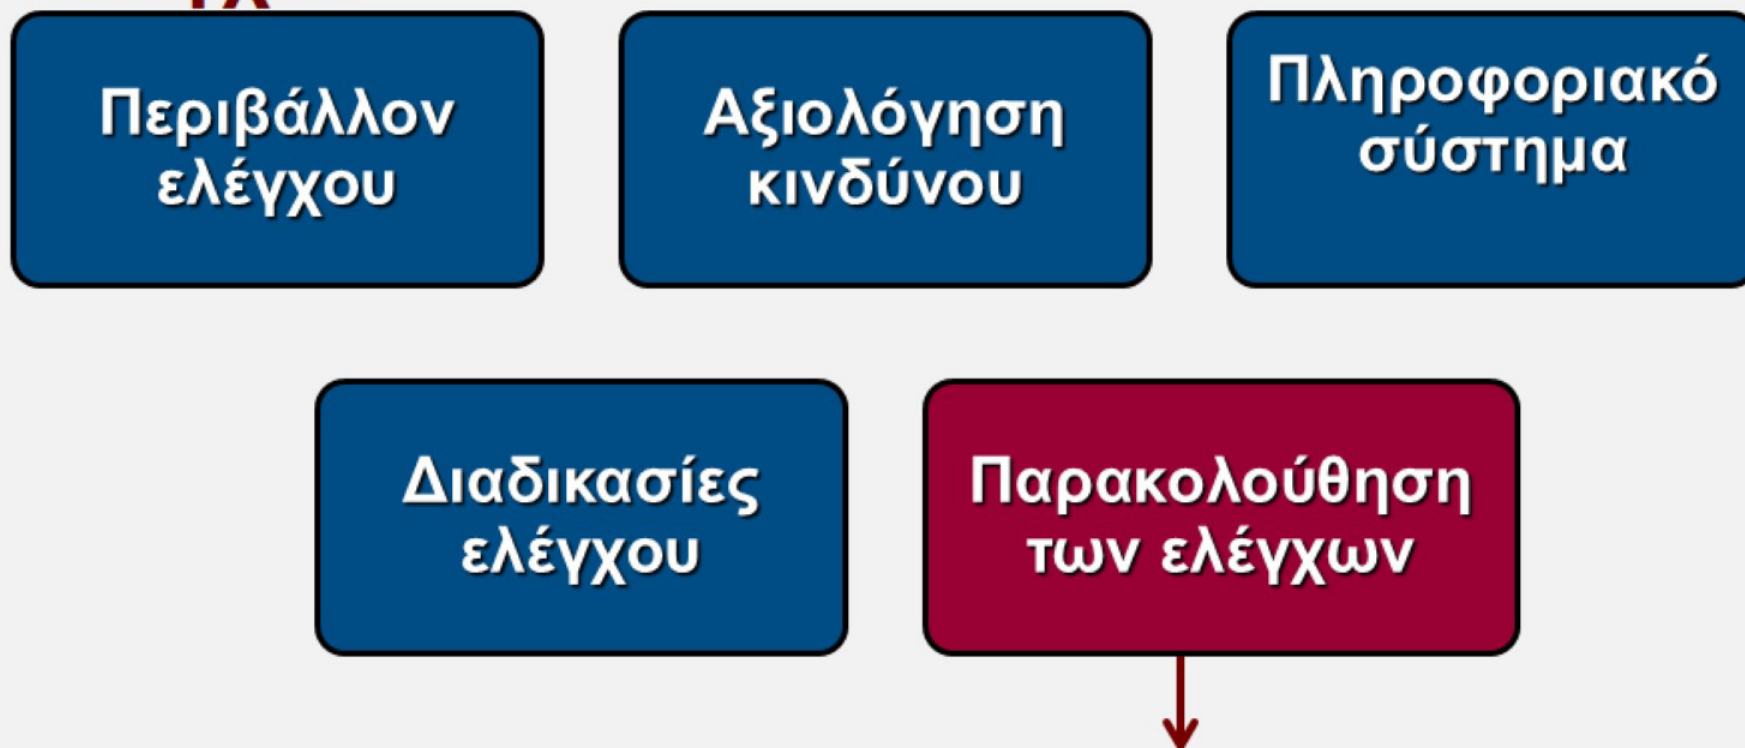 Περιβάλλον
ελέγχου
Αξιολόγηση
κινδύνου
Πληροφοριακό
σύστημα
Διαδικασίες
ελέγχου
Παρακολούθηση
των ελέγχων